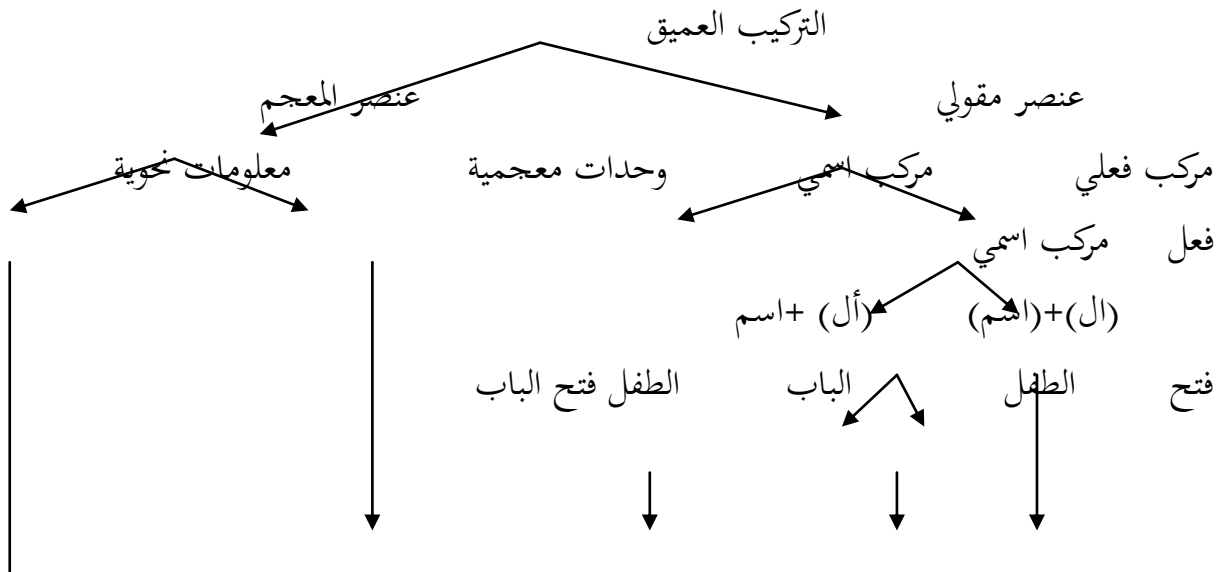 التركيب العميق
عنصر مقولي عنصر المعجم
مركب فعلي مركب اسمي وحدات معجمية معلومات نحوية
فعل مركب اسمي
(ال)+(اسم) (أل) +اسم
فتح الطفل الباب الطفل فتح الباب